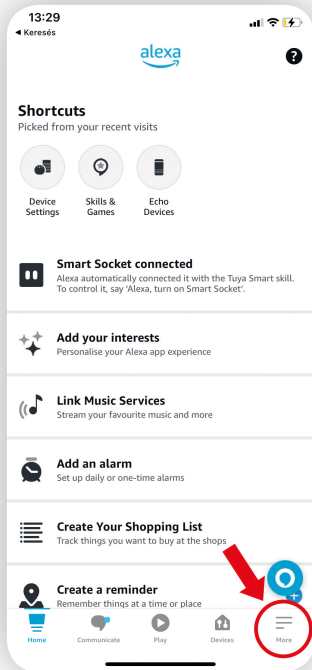 13:29
◀ Keresés
alexa
?
Shortcuts
Picked from your recent visits
Device
Settings
Skills &
Games
Echo
Devices
Smart Socket connected
Alexa automatically connected it with the Tuya Smart skill.
To control it, say 'Alexa, turn on Smart Socket'.
Add your interests
Personalise your Alexa app experience
Link Music Services
Stream your favourite music and more
Add an alarm
Set up daily or one-time alarms
Create Your Shopping List
Track things you want to buy at the shops
Create a reminder
Remember things at a time or place
Home
Communicate
Play
Devices
More